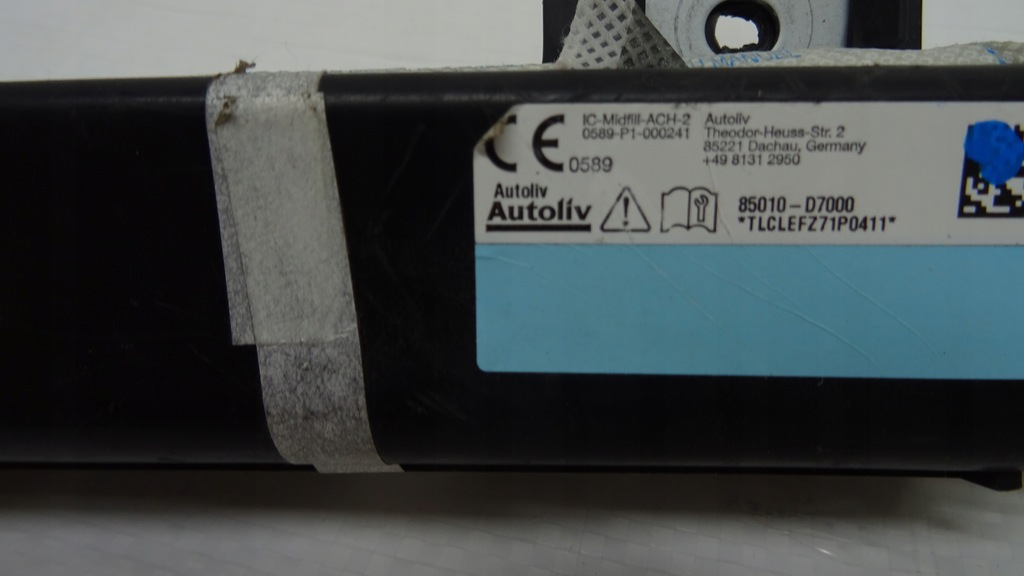 U MANUEL
CE 0589
IC-Midfill-ACH-2
0589-P1-000241
Autoliv
Theodor-Heuss-Str. 2
85221 Dachau, Germany
+49 8131 2950
Autoliv
Autoliv
85010-D7000
*TLCLEFZ71P0411*